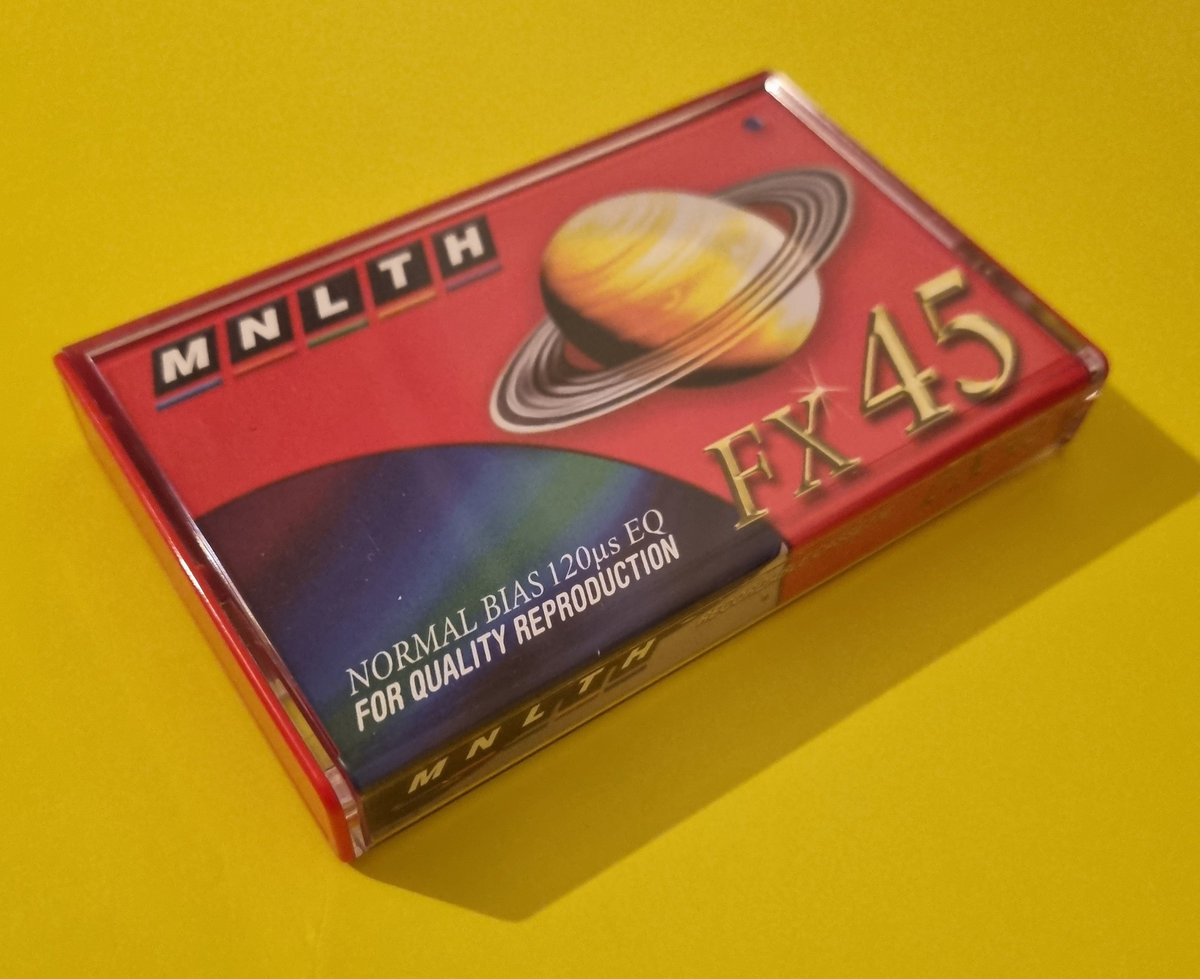 MNLTH
FX 45
NORMAL BIAS 120µs EQ
FOR QUALITY REPRODUCTION
MNLTH